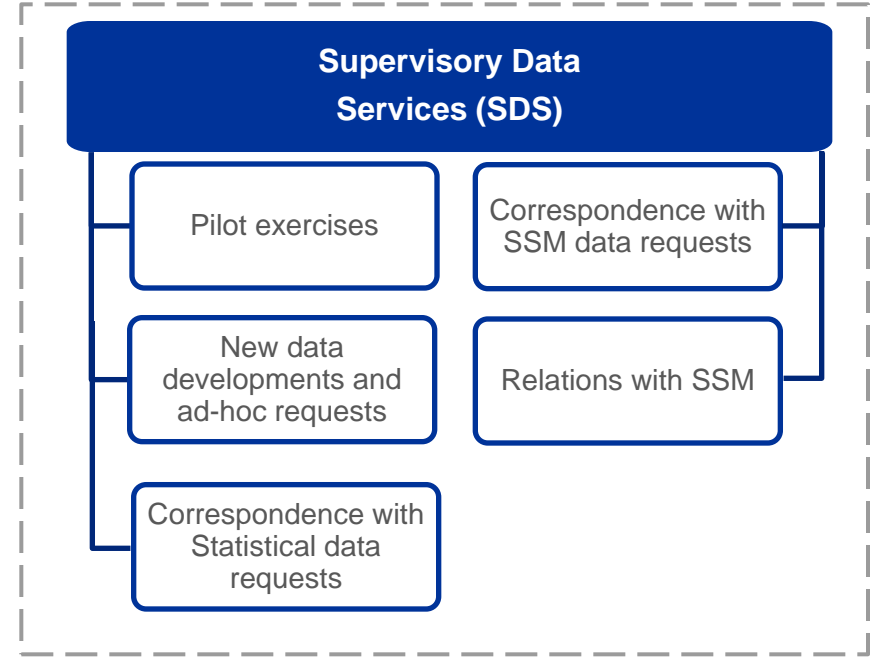 Supervisory Data
Services (SDS)
Pilot exercises
New data
developments and
ad-hoc requests
Correspondence with
Statistical data
requests
Correspondence with
SSM data requests
Relations with SSM